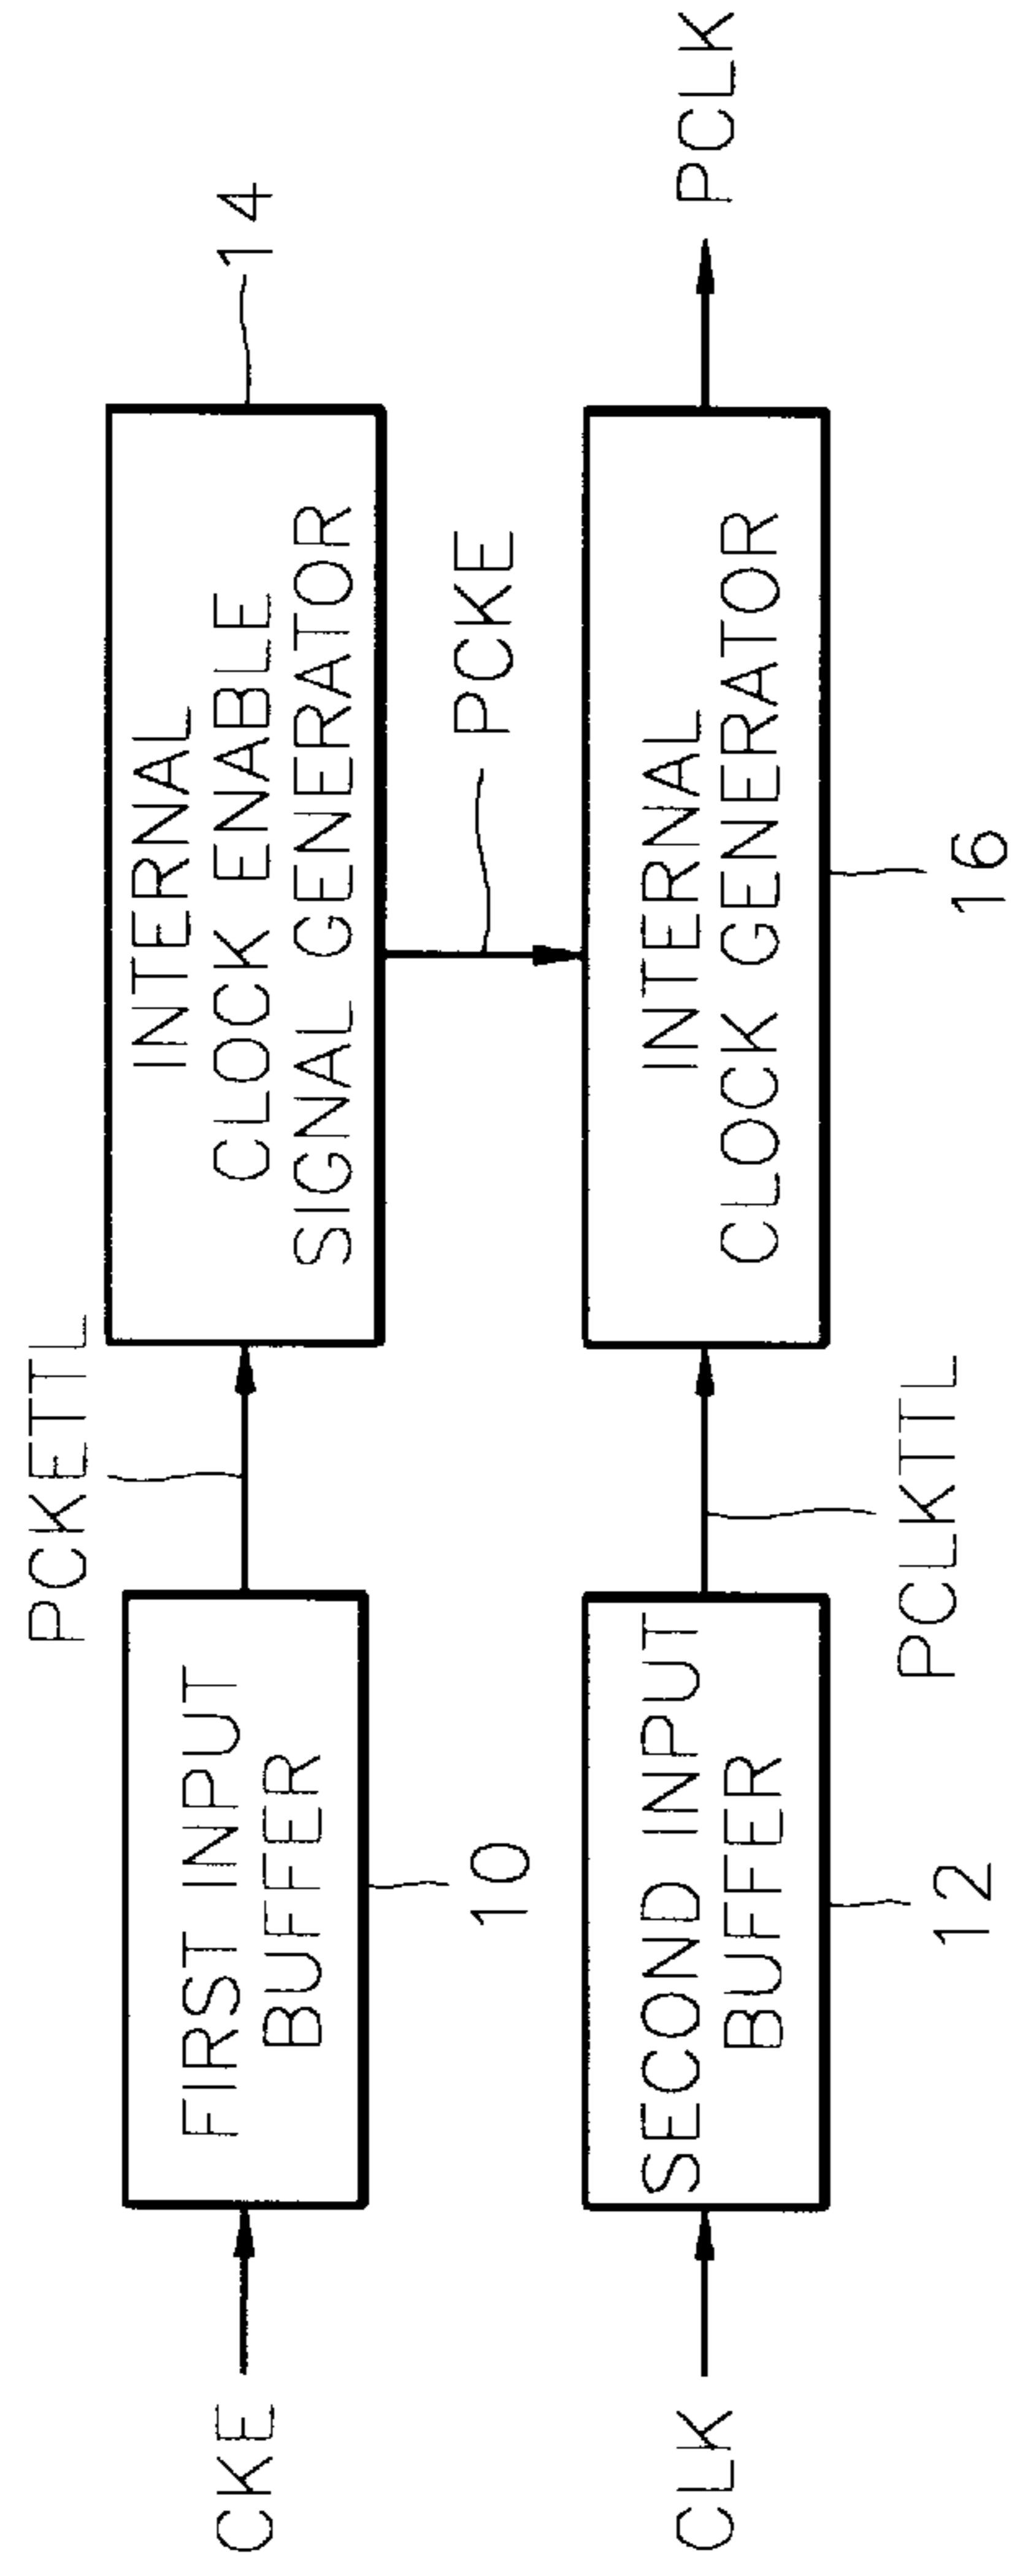 PCKETTL
14
CKE
FIRST INPUT
BUFFER
INTERNAL
CLOCK ENABLE
SIGNAL GENERATOR
10
PCKE
CLK
SECOND INPUT
BUFFER
INTERNAL
CLOCK GENERATOR
PCLK
12
PCLKTTL
16